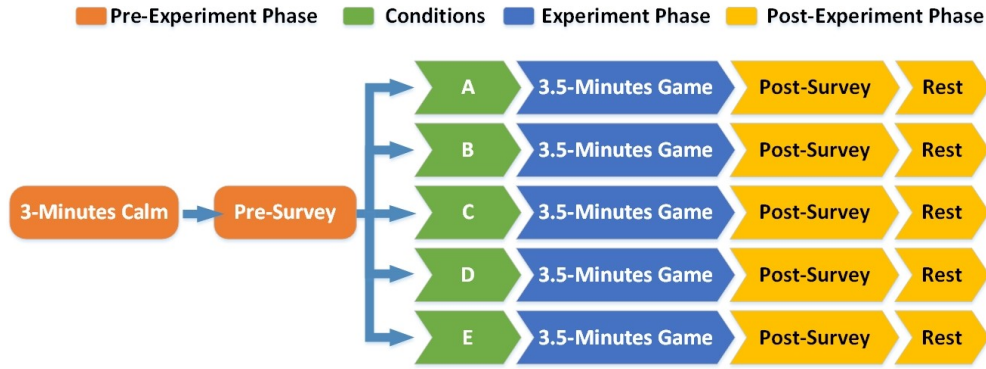 Pre-Experiment Phase Conditions Experiment Phase Post-Experiment Phase
A 3.5-Minutes Game Post-Survey Rest
B 3.5-Minutes Game Post-Survey Rest
3-Minutes Calm Pre-Survey C 3.5-Minutes Game Post-Survey Rest
D 3.5-Minutes Game Post-Survey Rest
E 3.5-Minutes Game Post-Survey Rest